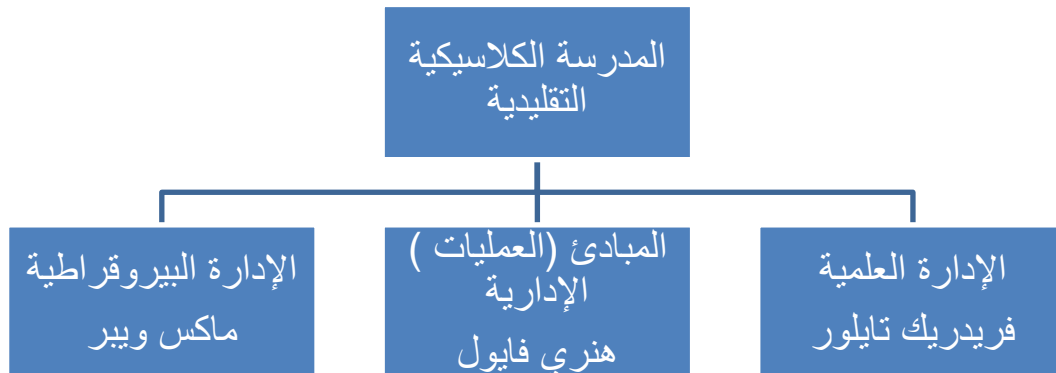 المدرسة الكلاسيكية
التقليدية
الإدارة العلمية
فريدريك تايلور
المبادئ (العمليات )
الإدارية
هنري فايول
الإدارة البيروقراطية
ماكس ويبر